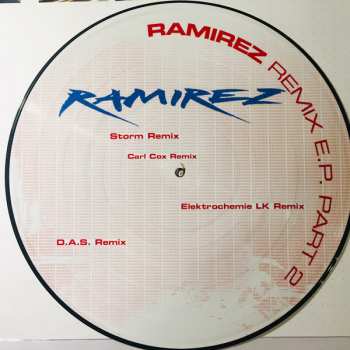 RAMIREZ REMIX E.P. PART 2
RAMIREZ
Storm Remix
Carl Cox Remix
Elektrochemie LK Remix
D.A.S. Remix